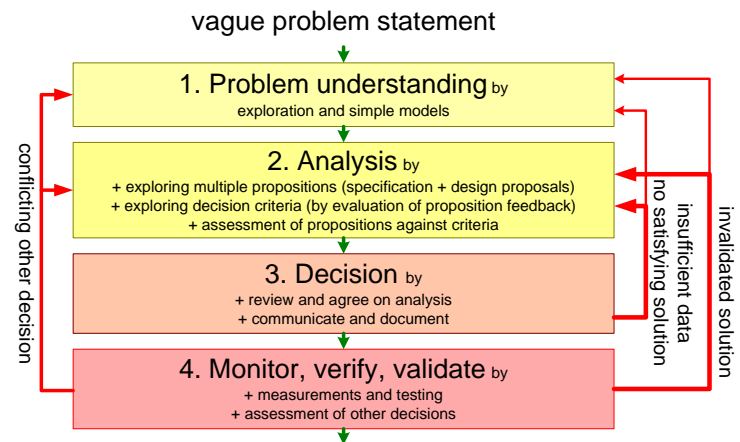 vague problem statement
1. Problem understanding by
exploration and simple models
2. Analysis by
+ exploring multiple propositions (specification + design proposals)
+ exploring decision criteria (by evaluation of proposition feedback)
+ assessment of propositions against criteria
3. Decision by
+ review and agree on analysis
+ communicate and document
4. Monitor, verify, validate by
+ measurements and testing
+ assessment of other decisions
conflicting other decision
insufficient data
no satisfying solution
invalidated solution